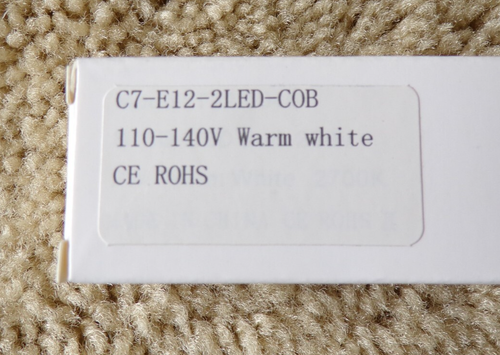 C7-E12-2LED-COB
110-140V Warm white
CE ROHS